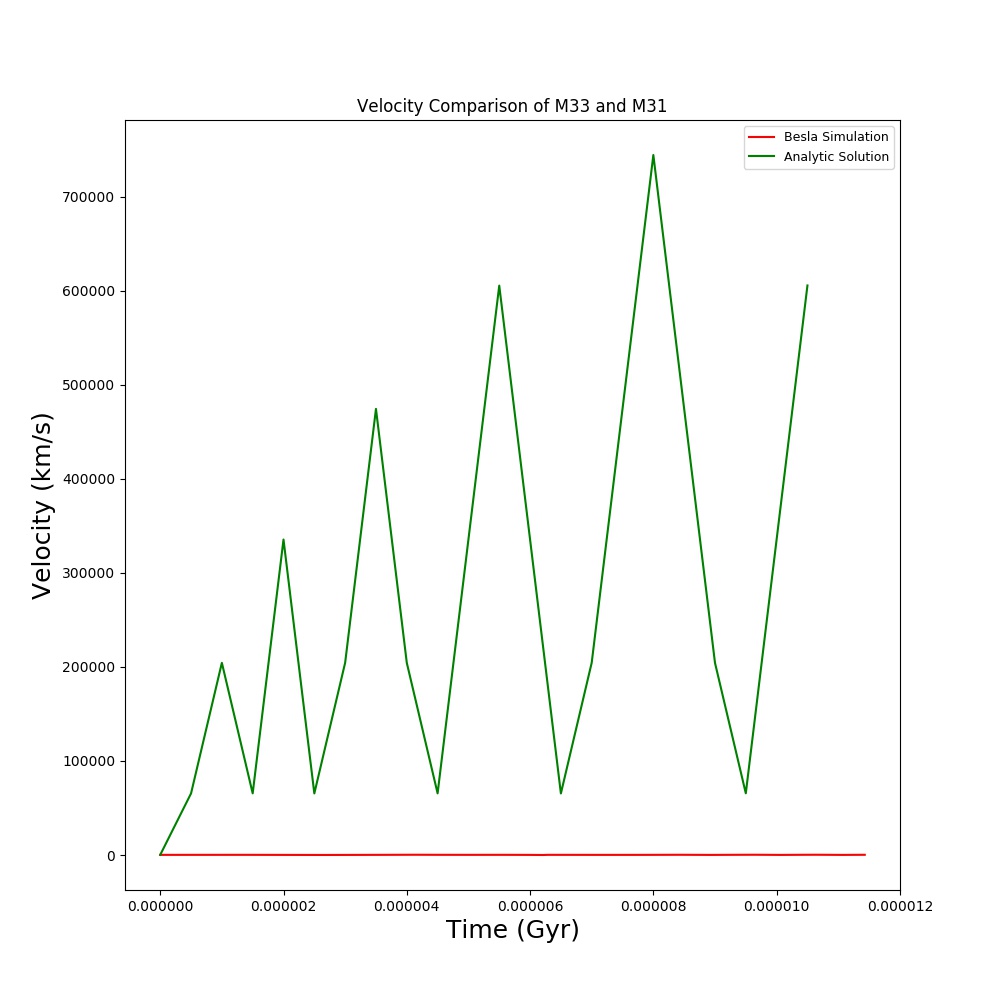 Velocity Comparison of M33 and M31
Besla Simulation
Analytic Solution
Velocity (km/s)
700000
600000
500000
400000
300000
200000
100000
0
0.000000 0.000002 0.000004 0.000006 0.000008 0.000010 0.000012
Time (Gyr)